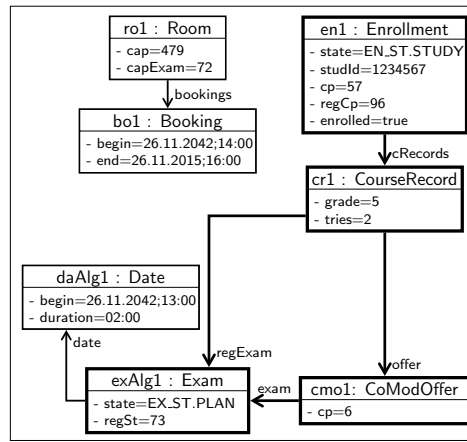 ro1 : Room
- cap=479
- capExam=72
bookings
bo1 : Booking
- begin=26.11.2042;14:00
- end=26.11.2015;16:00
en1 : Enrollment
- state=EN_ST.STUDY
- studId=1234567
- cp=57
- regCp=96
- enrolled=true
cRecords
cr1 : CourseRecord
- grade=5
- tries=2
daAlg1 : Date
- begin=26.11.2042;13:00
- duration=02:00
date
regExam
offer
exAlg1 : Exam
- state=EX_ST.PLAN
- regSt=73
exam
cmo1: CoModOffer
- cp=6